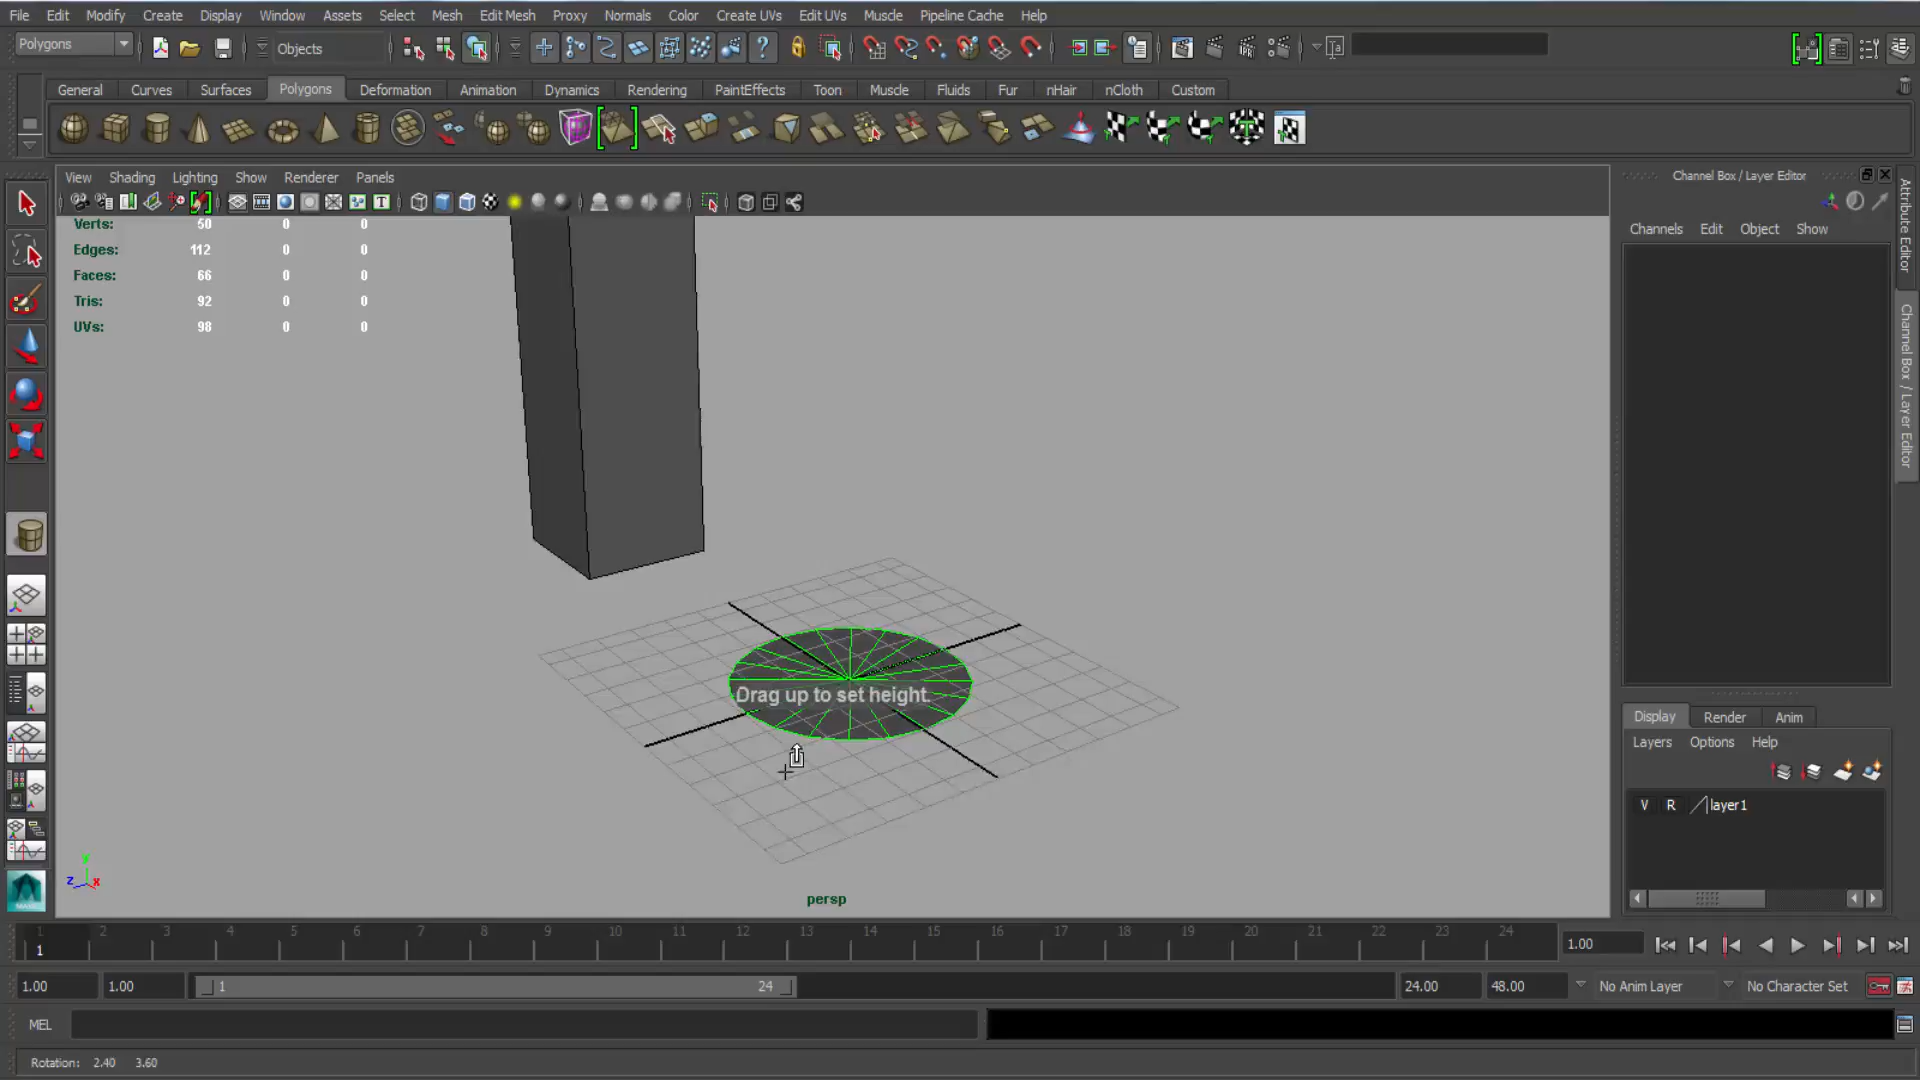 File Edit Modify Create Display Window Assets Select Mesh Edit Mesh Proxy Normals Color Create UVs Edit UVs Muscle Pipeline Cache Help
Polygons Objects
General Curves Surfaces Polygons Deformation Animation Dynamics Rendering PaintEffects Toon Muscle Fluids Fur nHair nCloth Custom
View Shading Lighting Show Renderer Panels
Channel Box / Layer Editor
Channels Edit Object Show
Attribute Editor
Channel Box / Layer Editor
Verts: 50 0 0
Edges: 112 0 0
Faces: 66 0 0
Tris: 92 0 0
UVs: 98 0 0
Drag up to set height.
Display Render Anim
Layers Options Help
V R layer1
y
z x
persp
1 2 3 4 5 6 7 8 9 10 11 12 13 14 15 16 17 18 19 20 21 22 23 24
1
1.00
1.00 1.00 1 24 24.00 48.00 No Anim Layer No Character Set
MEL
Rotation: 2.40 3.60